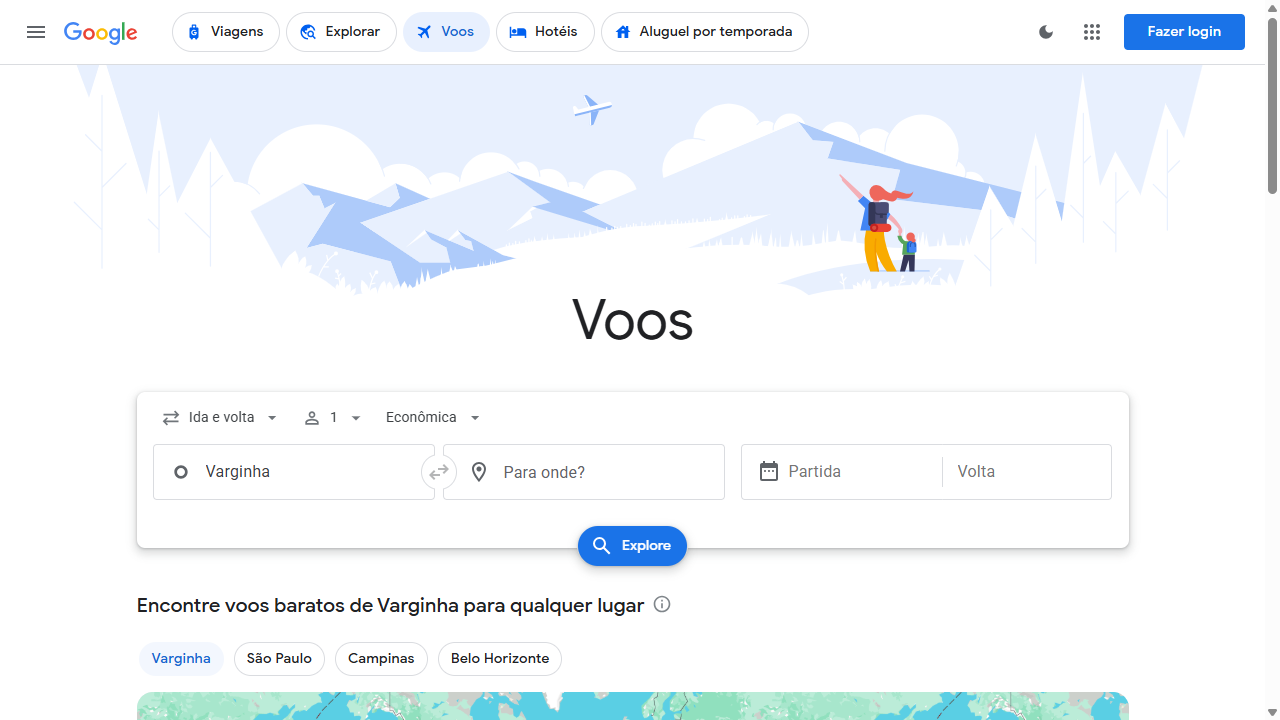 Google
Viagens
Explorar
Voos
Hotéis
Aluguel por temporada
Fazer login
Voos
Ida e volta
1
Econômica
Varginha
Para onde?
Partida
Volta
Explore
Encontre voos baratos de Varginha para qualquer lugar
Varginha
São Paulo
Campinas
Belo Horizonte